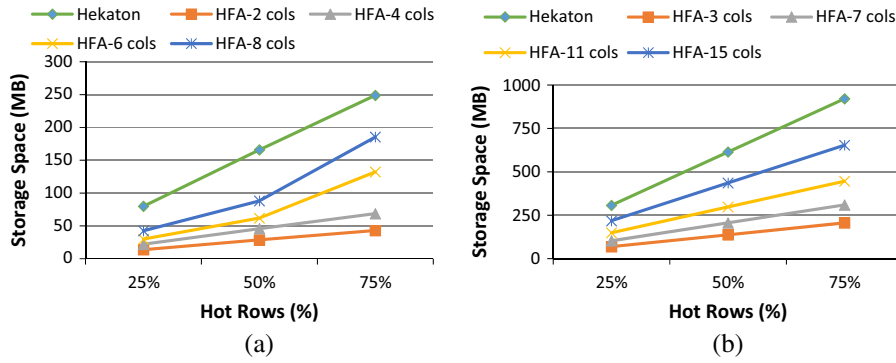 Hekaton HFA-2 cols HFA-4 cols
HFA-6 cols HFA-8 cols
300
250
200
150
100
50
0
Storage Space (MB)
25% 50% 75%
Hot Rows (%)
(a)
Hekaton HFA-3 cols HFA-7 cols
HFA-11 cols HFA-15 cols
1000
750
500
250
0
Storage Space (MB)
25% 50% 75%
Hot Rows (%)
(b)